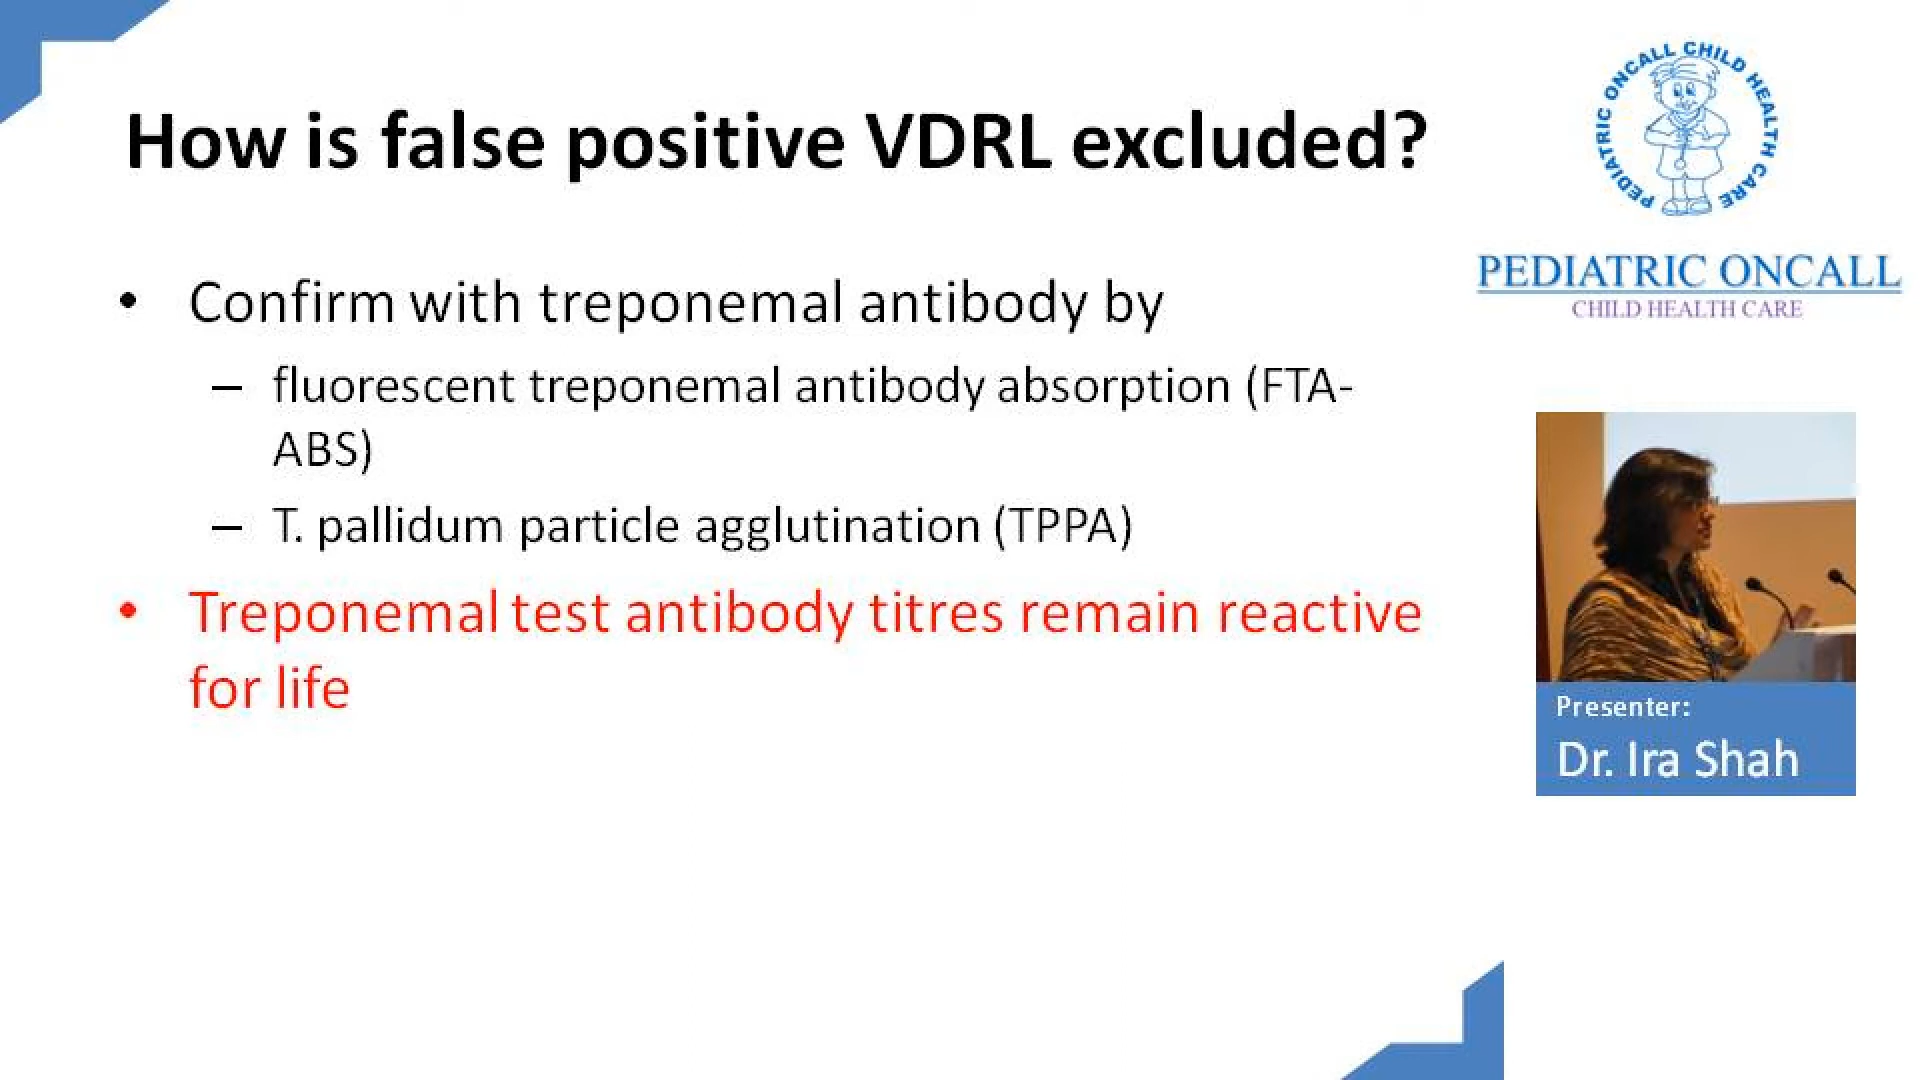 How is false positive VDRL excluded?
• Confirm with treponemal antibody by
– fluorescent treponemal antibody absorption (FTA-
ABS)
– T. pallidum particle agglutination (TPPA)
• Treponemal test antibody titres remain reactive
for life
PEDIATRIC ONCALL CHILD HEALTH CARE
PEDIATRIC ONCALL
CHILD HEALTH CARE
Presenter:
Dr. Ira Shah